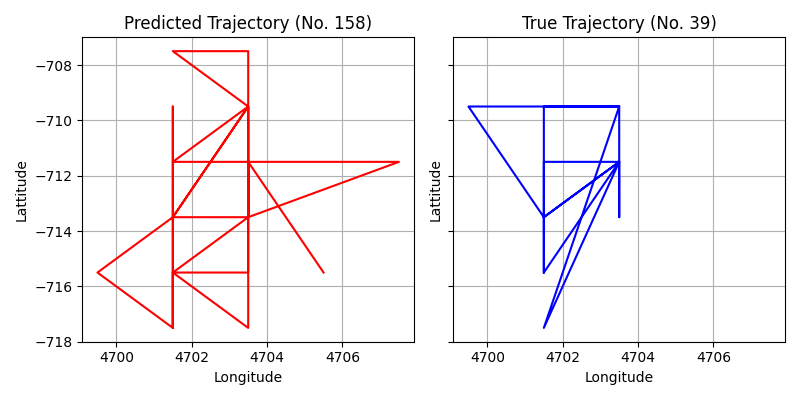 Predicted Trajectory (No. 158)
True Trajectory (No. 39)
Lattitude
−708
−710
−712
−714
−716
−718
4700
4702
4704
4706
Longitude
Lattitude
4700
4702
4704
4706
Longitude